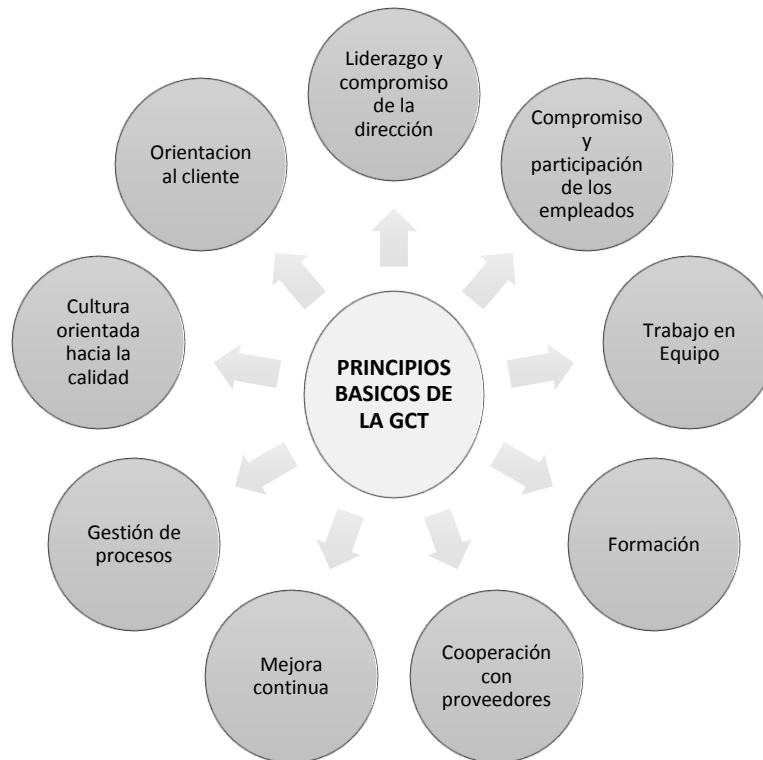 Liderazgo y
compromiso
de la
dirección
Compromiso
y
participación
de los
empleados
Trabajo en
Equipo
Formación
Cooperación
con
proveedores
Mejora
continua
Gestión de
procesos
Cultura
orientada
hacia la
calidad
Orientacion
al cliente
PRINCIPIOS
BASICOS DE
LA GCT